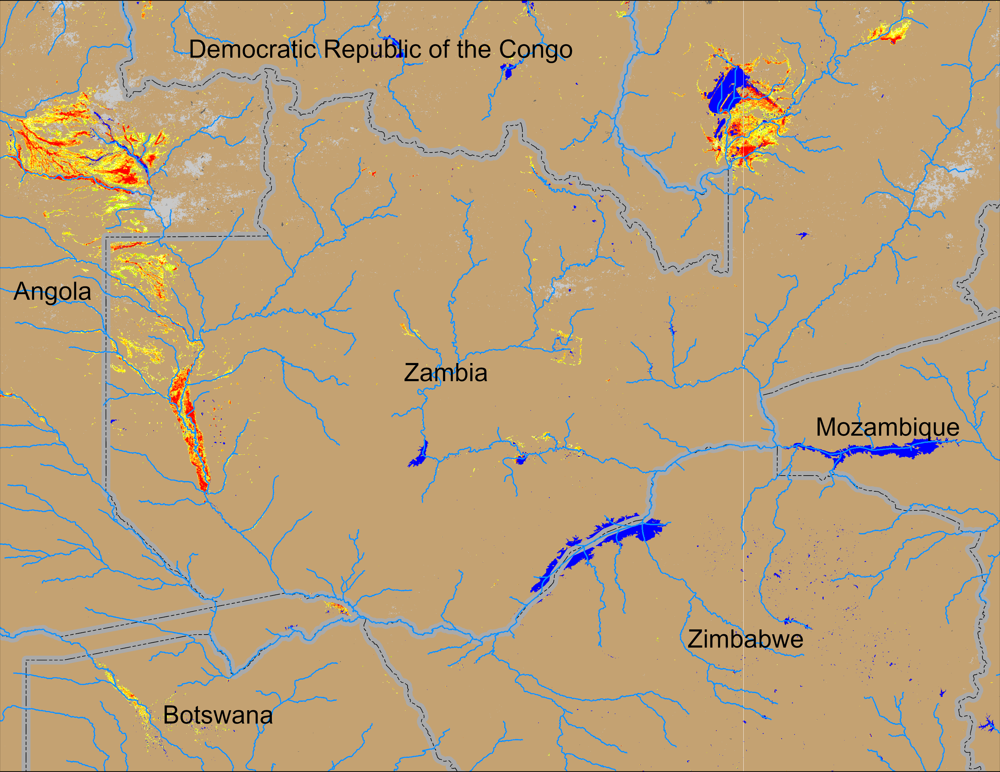 Democratic Republic of the Congo
Angola
Zambia
Mozambique
Zimbabwe
Botswana